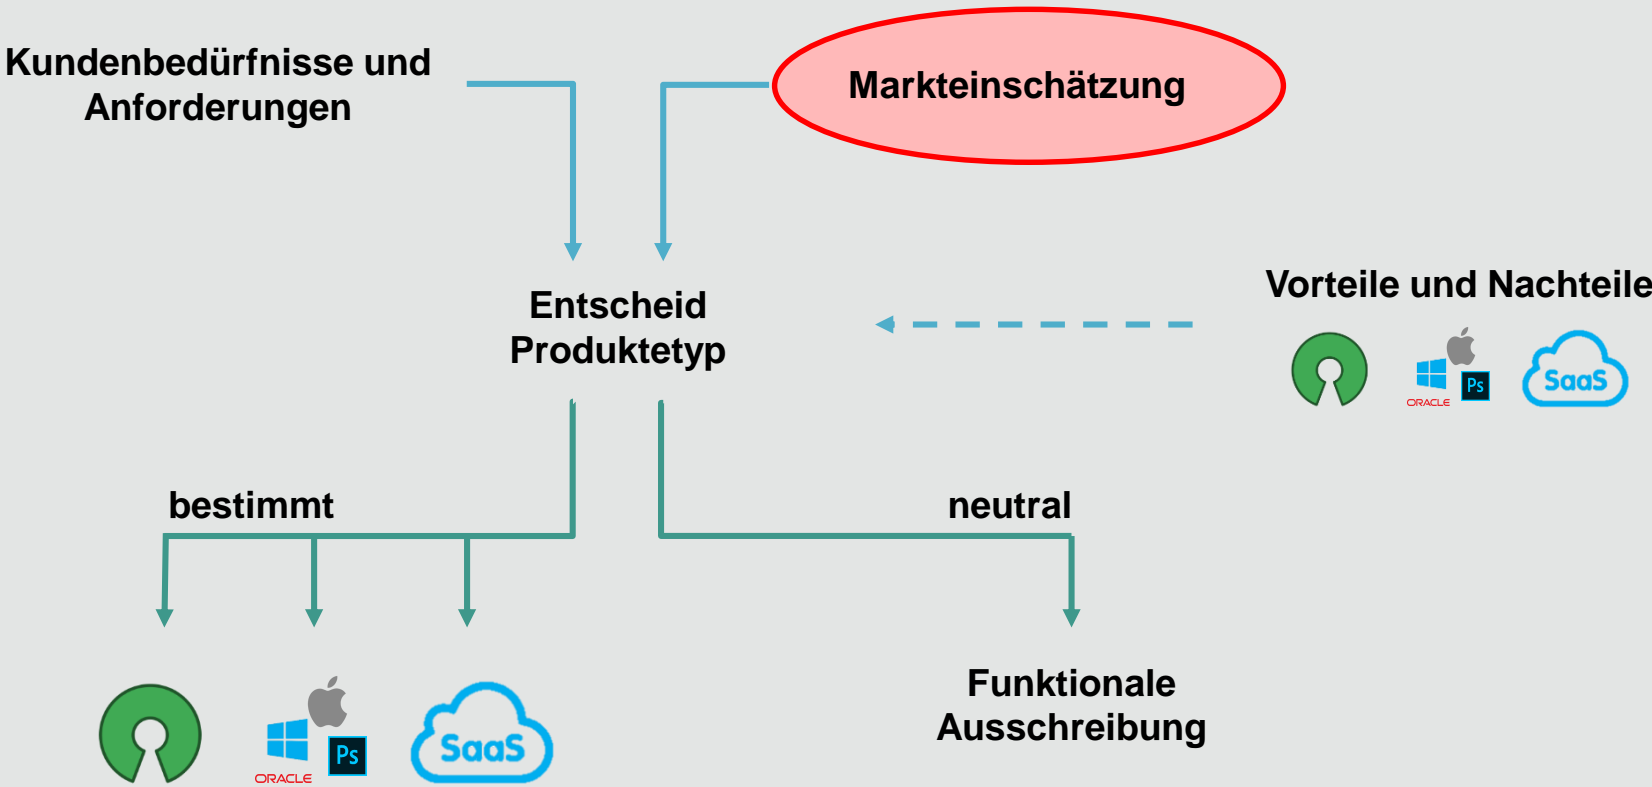 Kundenbedürfnisse und
Anforderungen
Markteinschätzung
Entscheid
Produktetyp
Vorteile und Nachteile
ORACLE
Ps
SaaS
bestimmt
neutral
Funktionale
Ausschreibung
ORACLE
Ps
SaaS